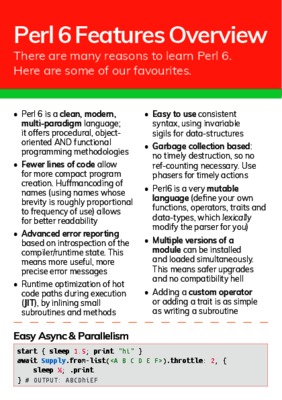 Perl 6 Features Overview
There are many reasons to learn Perl 6.
Here are some of our favourites.
• Perl 6 is a clean, modern,
multi-paradigm language;
it offers procedural, object-
oriented AND functional
programming methodologies
• Fewer lines of code allow
for more compact program
creation. Huffmancoding of
names (using names whose
brevity is roughly proportional
to frequency of use) allows
for better readability
• Advanced error reporting
based on introspection of the
compiler/runtime state. This
means more useful, more
precise error messages
• Runtime optimization of hot
code paths during execution
(JIT), by inlining small
subroutines and methods
• Easy to use consistent
syntax, using invariable
sigils for data-structures
• Garbage collection based:
no timely destruction, so no
ref-counting necessary. Use
phasers for timely actions
• Perl6 is a very mutable
language (define your own
functions, operators, traits and
data-types, which lexically
modify the parser for you)
• Multiple versions of a
module can be installed
and loaded simultaneously.
This means safer upgrades
and no compatibility hell
• Adding a custom operator
or adding a trait is as simple
as writing a subroutine
Easy Async & Parallelism
start { sleep 1.5; print "hi" }
await Supply.from-list(<A B C D E F>).throttle: 2, {
sleep ½; .print
} # OUTPUT: ABCDhiEF